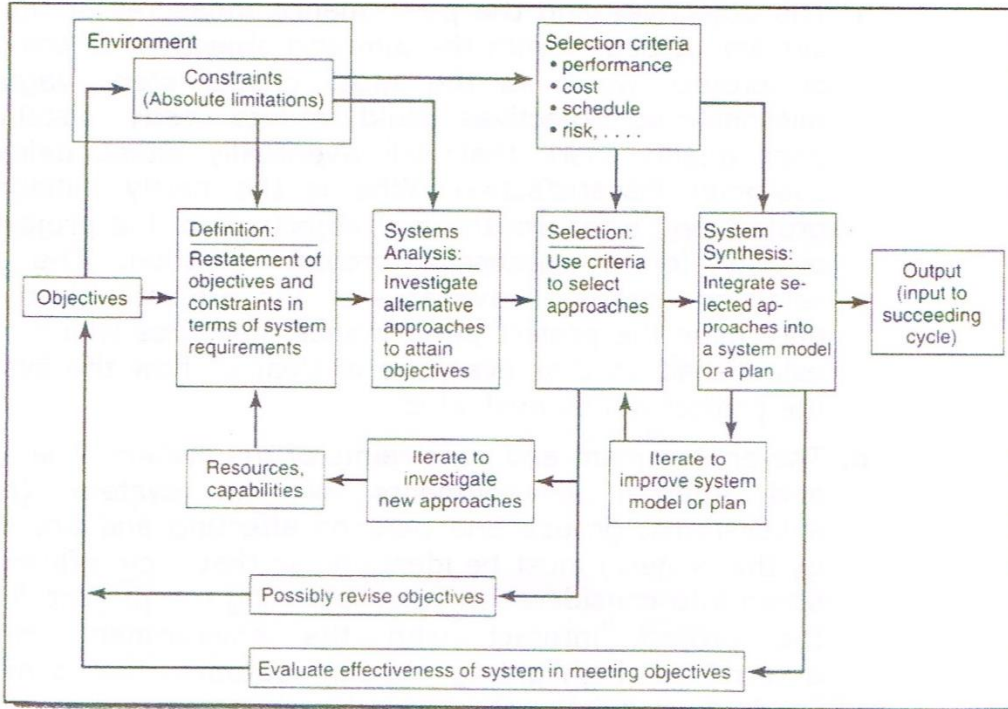 Environment
Constraints
(Absolute limitations)
Selection criteria
• performance
• cost
• schedule
• risk, . . . .
Objectives
Definition:
Restatement of
objectives and
constraints in
terms of system
requirements
Systems
Analysis:
Investigate
alternative
approaches
to attain
objectives
Selection:
Use criteria
to select
approaches
System
Synthesis:
Integrate se-
lected ap-
proaches into
a system model
or a plan
Output
(input to
succeeding
cycle)
Resources,
capabilities
Iterate to
investigate
new approaches
Iterate to
improve system
model or plan
Possibly revise objectives
Evaluate effectiveness of system in meeting objectives